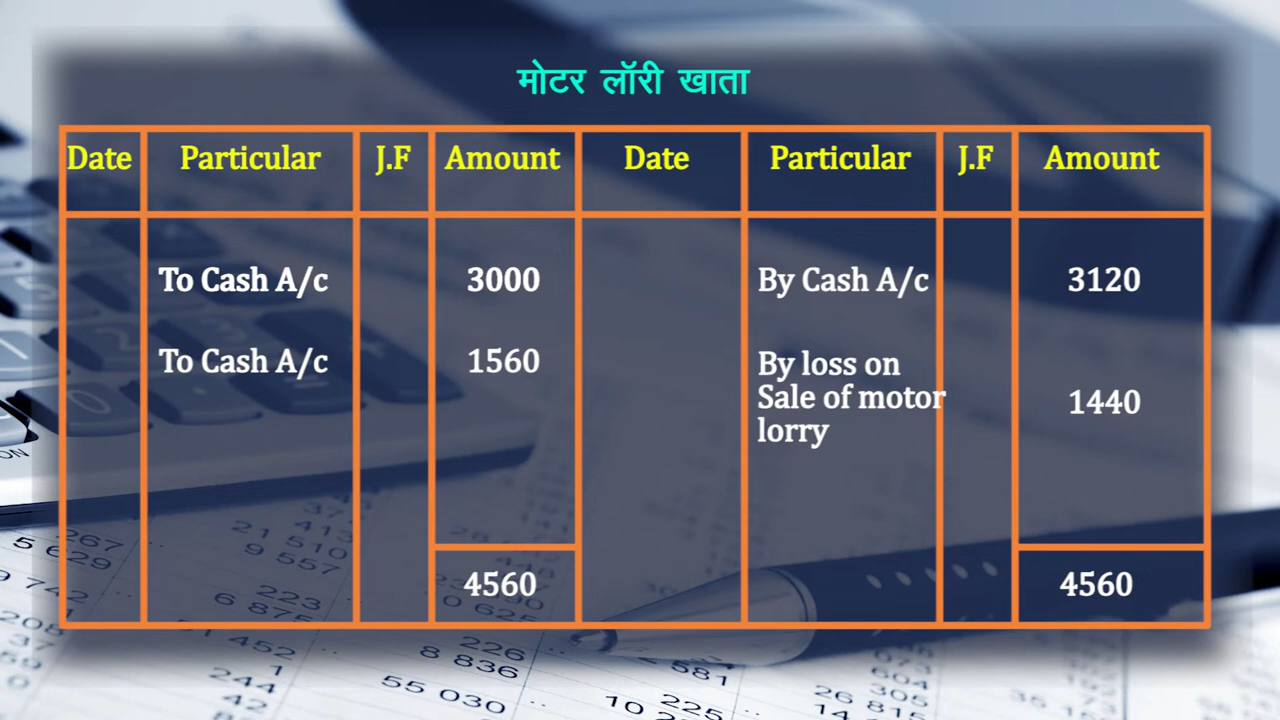 मोटर लॉरी खाता
Date Particular J.F Amount Date Particular J.F Amount
To Cash A/c 3000 By Cash A/c 3120
To Cash A/c 1560 By loss on
Sale of motor 1440
lorry
4560 4560